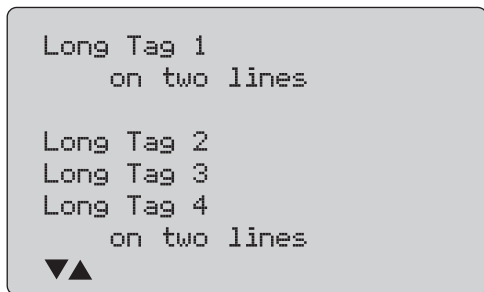 Long Tag 1
on two lines
Long Tag 2
Long Tag 3
Long Tag 4
on two lines
▼▲